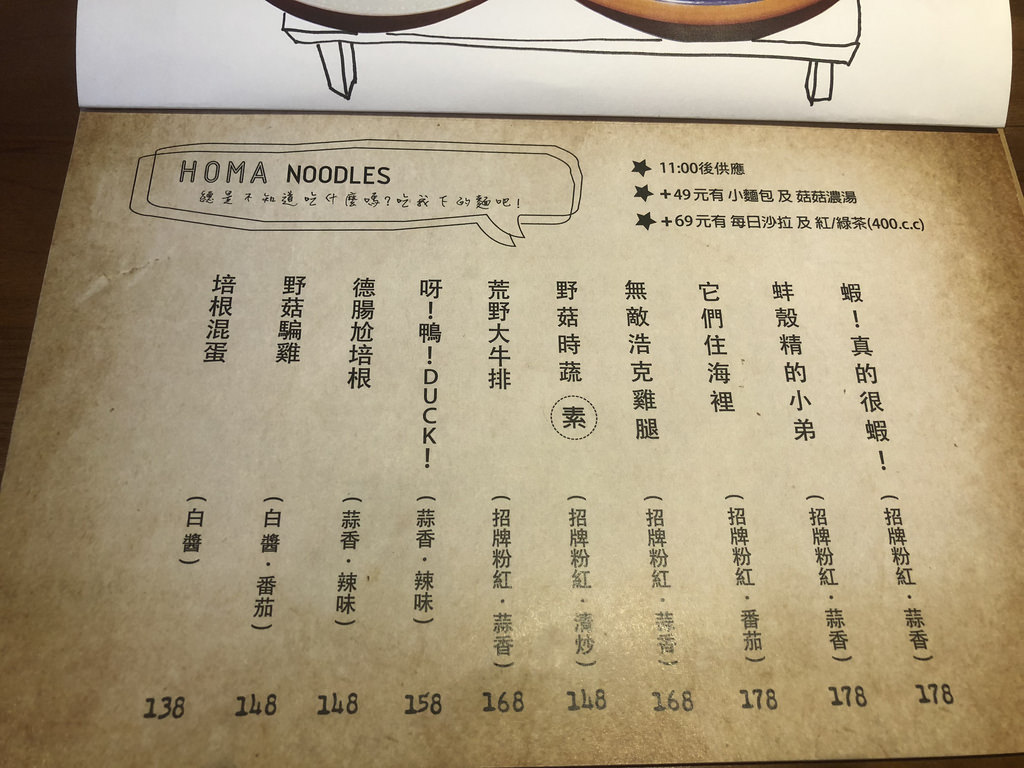 HOMA NOODLES
總是不知道吃什麼嗎?吃我下的麵吧!
★ 11:00後供應
★ +49元有 小麵包 及 菇菇濃湯
★ +69元有 每日沙拉 及 紅/綠茶(400.c.c)
蝦!真的很蝦!(招牌粉紅·蒜香)178
蚌殼精的小弟(招牌粉紅·蒜香)178
它們住海裡(招牌粉紅·番茄)178
無敵浩克雞腿(招牌粉紅·蒜香)168
野菇時蔬 素(招牌粉紅·清炒)148
荒野大牛排(招牌粉紅·蒜香)168
呀!鴨!DUCK!(蒜香·辣味)158
德腸尬培根(蒜香·辣味)148
野菇騙雞(白醬·番茄)148
培根混蛋(白醬)138